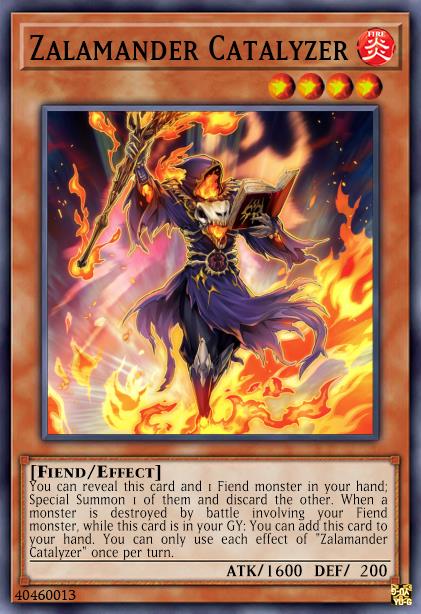 Zalamander Catalyzer
FIRE
炎
[Fiend/Effect]
You can reveal this card and 1 Fiend monster in your hand;
Special Summon 1 of them and discard the other. When a
monster is destroyed by battle involving your Fiend
monster, while this card is in your GY: You can add this card to
your hand. You can only use each effect of "Zalamander
Catalyzer" once per turn.
ATK/1600 DEF/ 200
40460013